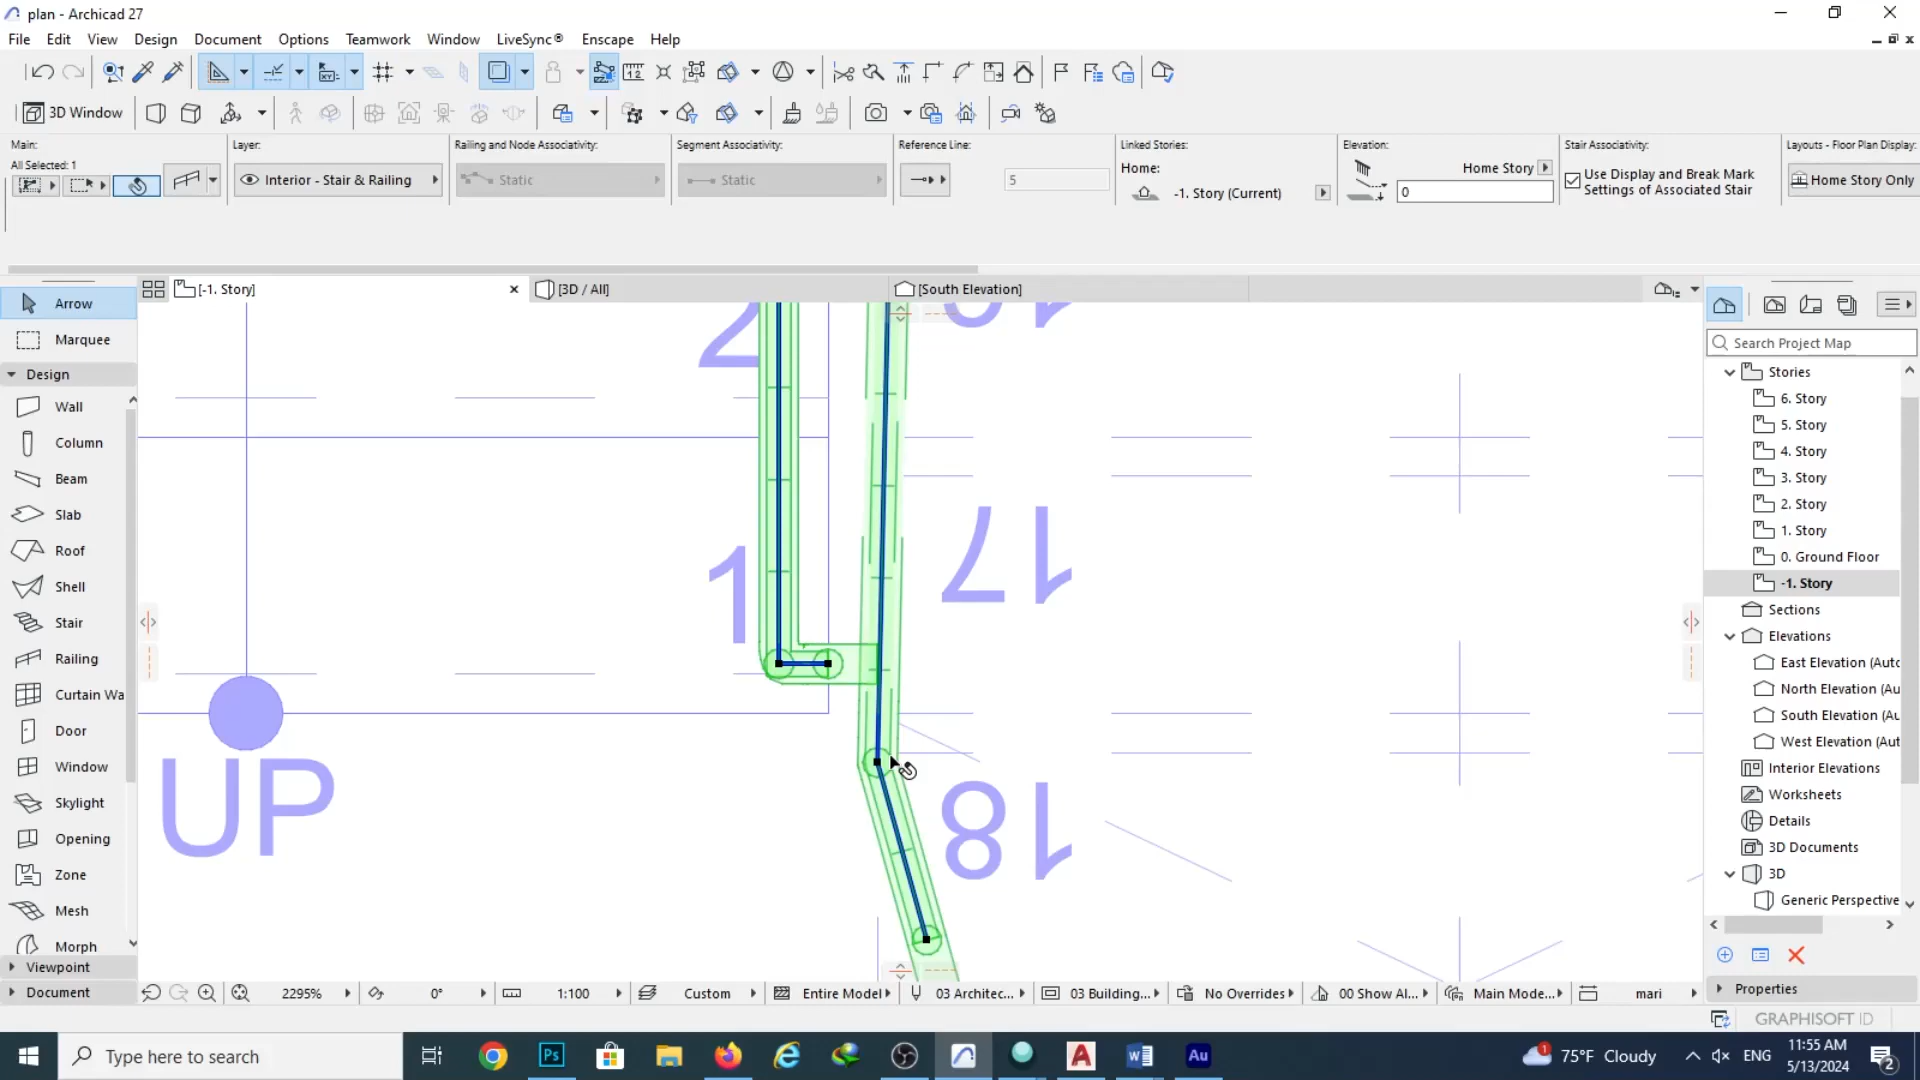 plan - Archicad 27
File Edit View Design Document Options Teamwork Window LiveSync® Enscape Help
3D Window
Main: Layer: Railing and Node Associativity: Segment Associativity: Reference Line: Linked Stories: Elevation: Stair Associativity: Layouts - Floor Plan Display:
All Selected: 1
Interior - Stair & Railing
Static
Static
5
Home:
-1. Story (Current)
Home Story
0
Use Display and Break Mark
Settings of Associated Stair
Home Story Only
[-1. Story]
[3D / All]
[South Elevation]
Arrow
Marquee
Design
Wall
Column
Beam
Slab
Roof
Shell
Stair
Railing
Curtain Wa
Door
Window
Skylight
Opening
Zone
Mesh
Morph
Viewpoint
Document
2
1
17
18
UP
Search Project Map
Stories
6. Story
5. Story
4. Story
3. Story
2. Story
1. Story
0. Ground Floor
-1. Story
Sections
Elevations
East Elevation (Auto
North Elevation (Au
South Elevation (Au
West Elevation (Aut
Interior Elevations
Worksheets
Details
3D Documents
3D
Generic Perspective
Properties
2295% 0° 1:100 Custom Entire Model 03 Architec... 03 Building... No Overrides 00 Show Al... Main Mode... mari
GRAPHISOFT ID
Type here to search
75°F Cloudy
ENG
11:55 AM
5/13/2024
2